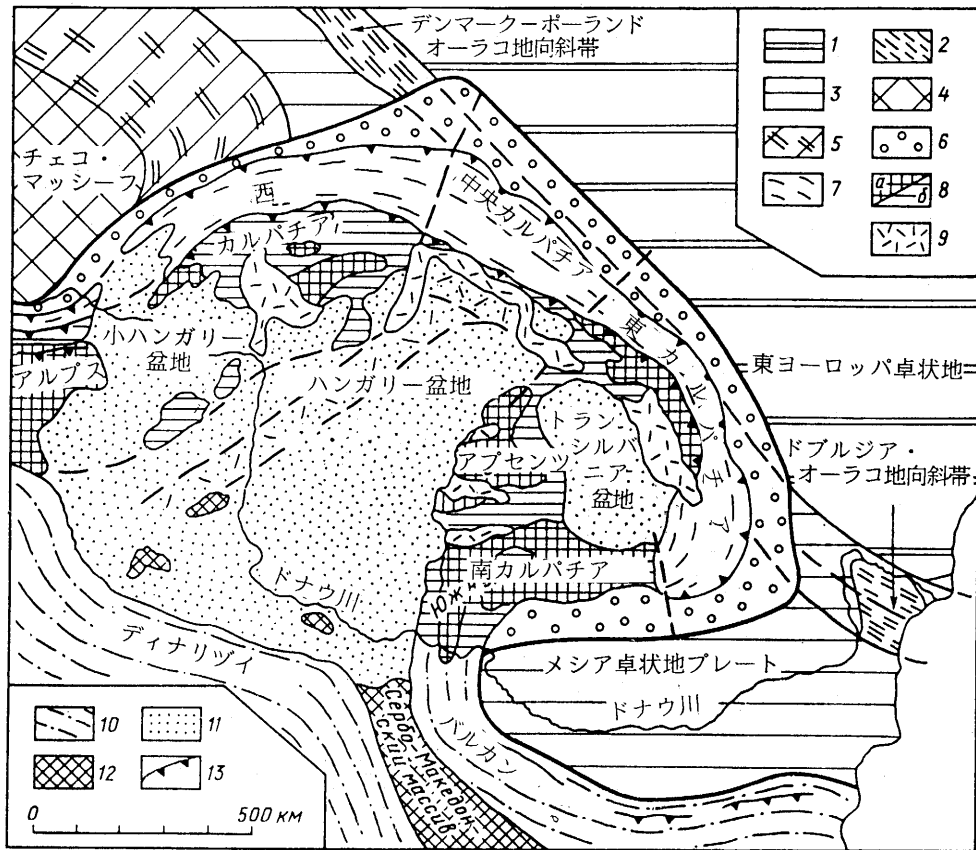 デンマークーポーランド
オーラコ地向斜帯
1
2
3
4
5
6
7
а
б
8
9
チェコ・
マッシーフ
西
カルパチア
中央カルパチア
東カルパチア
小ハンガリー
盆地
アルプス
ハンガリー盆地
東ヨーロッパ卓状地
トラン
シルバ
ニア
盆地
アプセンツ
ドブルジア・
オーラコ地向斜帯
南カルパチア
Юж
ドナウ川
ディナリヅイ
メシア卓状地プレート
ドナウ川
バルカン
Сербо-Македон-
ский массив
10
11
12
13
0
500 км